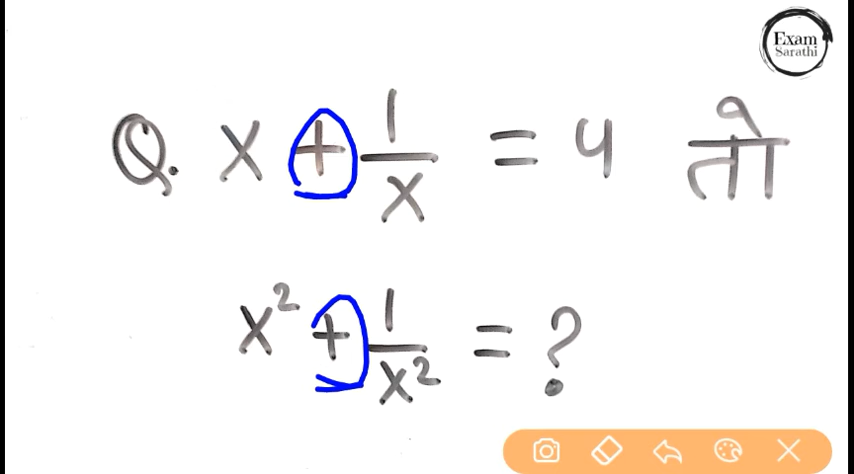 Exam
Sarathi
Q. x + 1/x = 4 तो
x² + 1/x² = ?